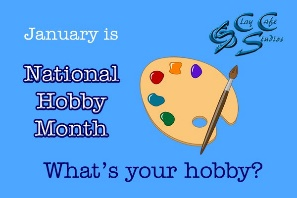 January is
Clay Cafe
Studios
National
Hobby
Month
What's your hobby?